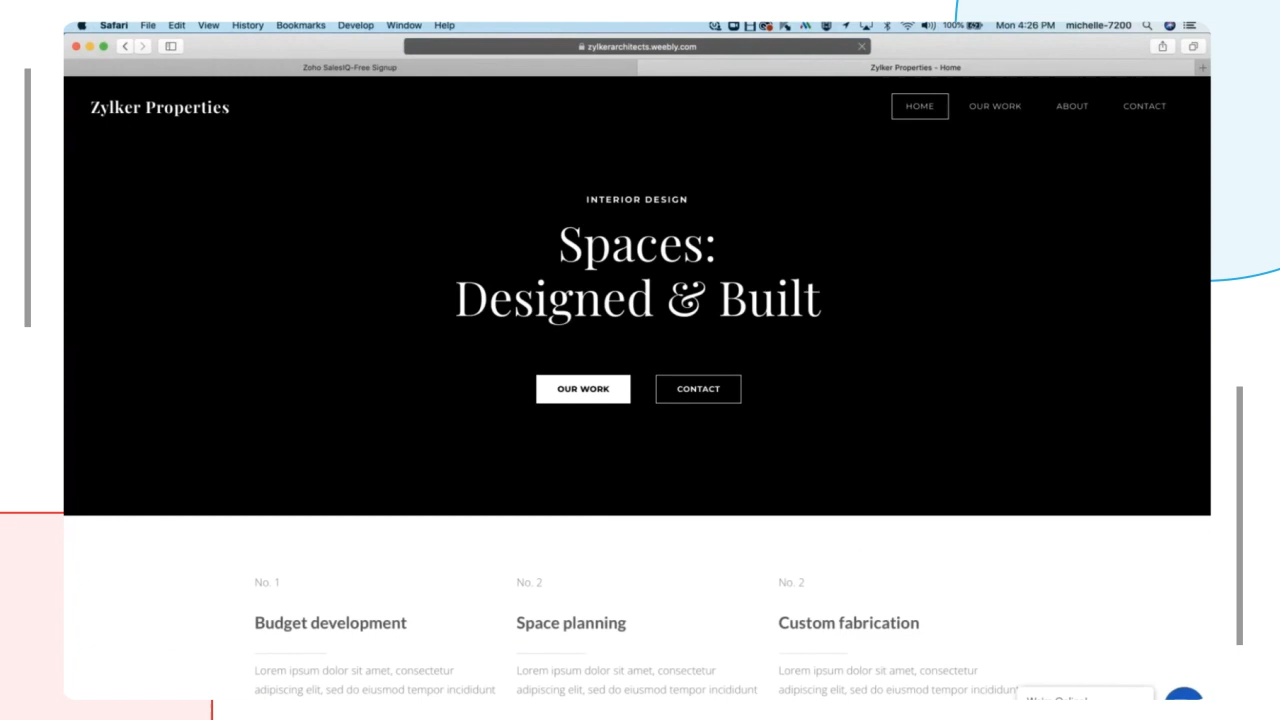 Safari File Edit View History Bookmarks Develop Window Help 100% Mon 4:26 PM michelle-7200
zylkerarchitects.weebly.com
Zoho SalesIQ-Free Signup Zylker Properties - Home
Zylker Properties HOME OUR WORK ABOUT CONTACT
INTERIOR DESIGN
Spaces:
Designed & Built
OUR WORK CONTACT
No. 1 No. 2 No. 2
Budget development Space planning Custom fabrication
Lorem ipsum dolor sit amet, consectetur Lorem ipsum dolor sit amet, consectetur Lorem ipsum dolor sit amet, consectetur
adipiscing elit, sed do eiusmod tempor incididunt adipiscing elit, sed do eiusmod tempor incididunt adipiscing elit, sed do eiusmod tempor incididunt